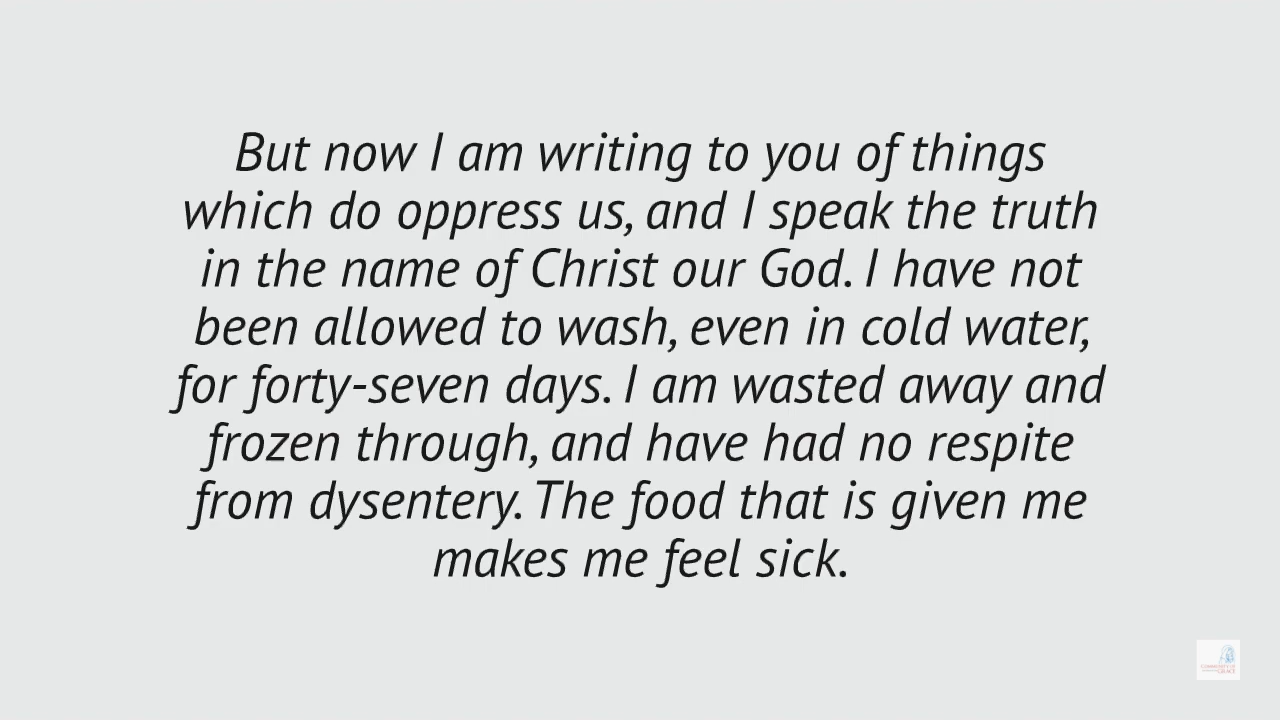 But now I am writing to you of things
which do oppress us, and I speak the truth
in the name of Christ our God. I have not
been allowed to wash, even in cold water,
for forty-seven days. I am wasted away and
frozen through, and have had no respite
from dysentery. The food that is given me
makes me feel sick.
COMMUNITY OF
GRACE